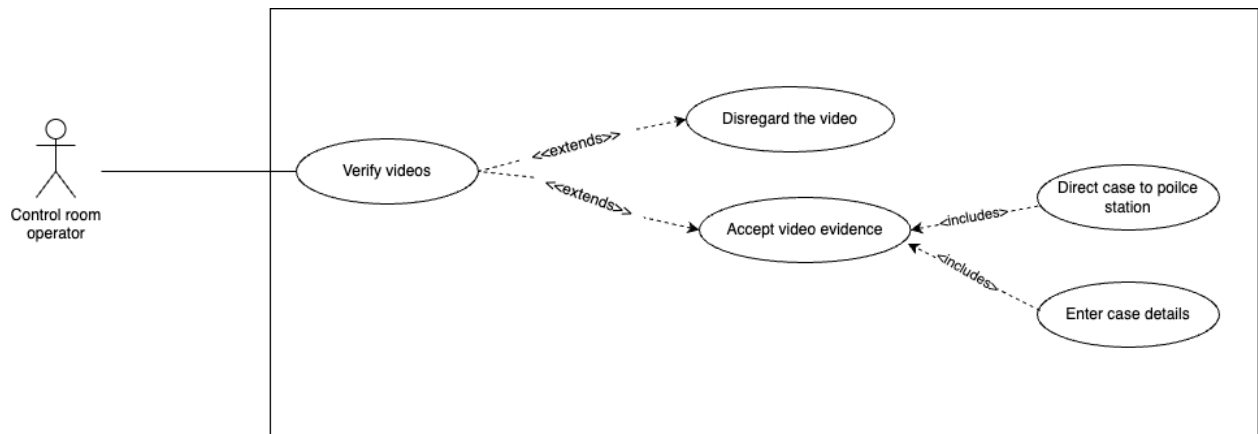 Control room
operator
Verify videos
<<extends>>
Disregard the video
<<extends>>
Accept video evidence
<includes>
Direct case to poilce
station
<includes>
Enter case details